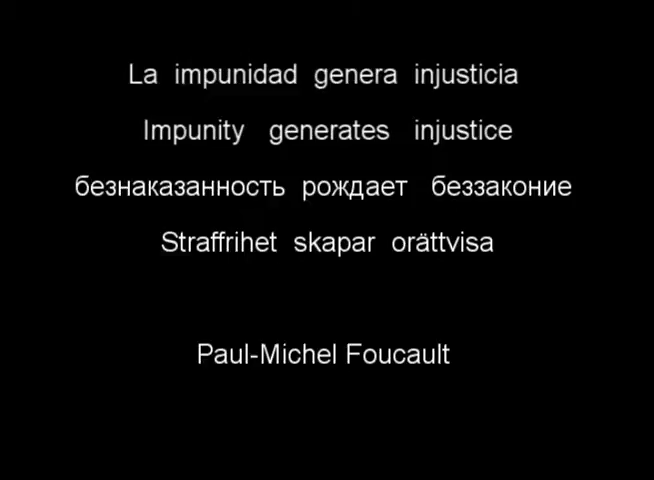 La impunidad genera injusticia
Impunity generates injustice
безнаказанность рождает беззаконие
Straffrihet skapar orättvisa
Paul-Michel Foucault